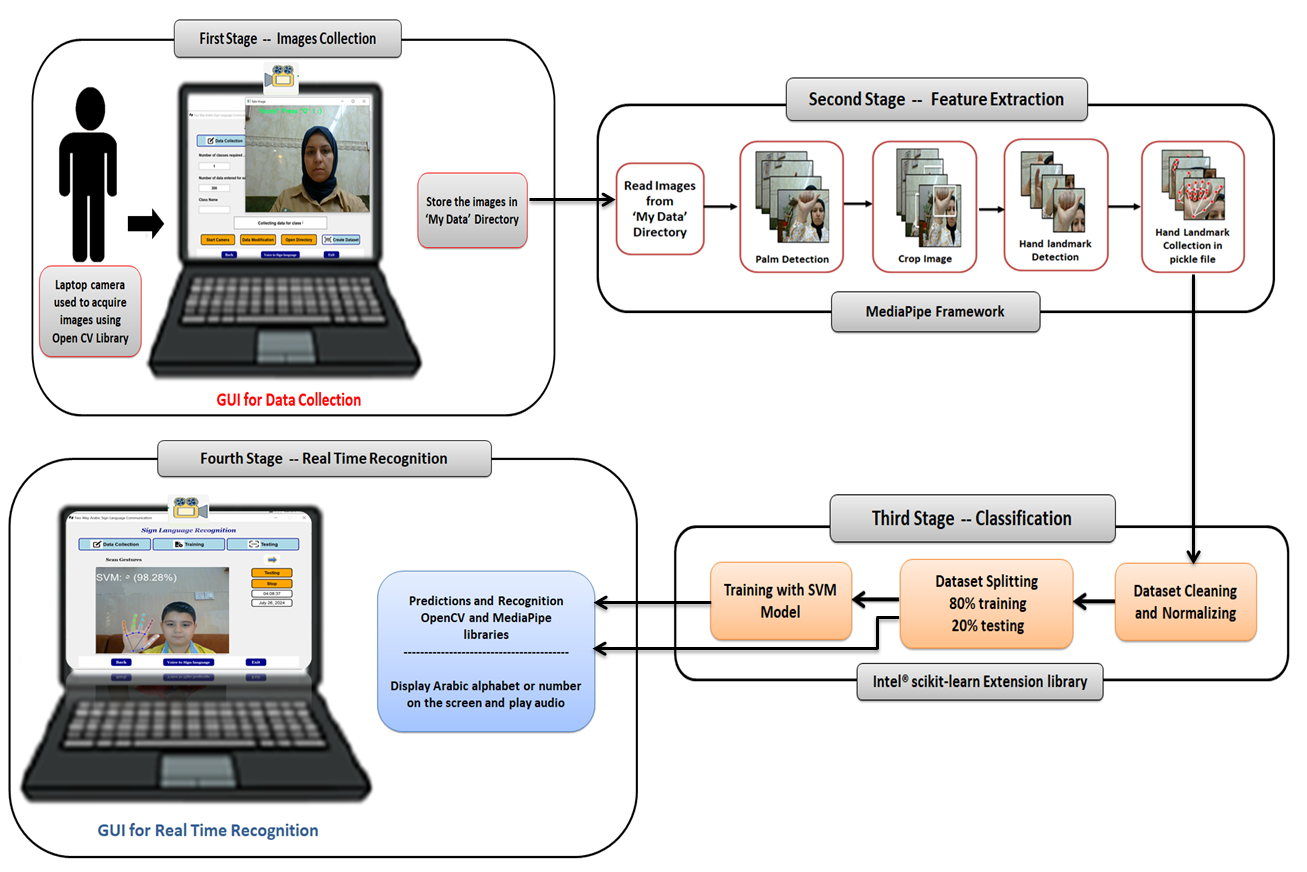 First Stage -- Images Collection
Data Collection
Number of classes required
1
Class Name
Collecting data for class !
Start Camera
Data Modification
Open Directory
Create Dataset
Back
Voice to Sign language
Exit
Laptop camera
used to acquire
images using
Open CV Library
Store the images in
‘My Data’ Directory
GUI for Data Collection
Second Stage -- Feature Extraction
Read Images
from
‘My Data’
Directory
Palm Detection
Crop Image
Hand landmark
Detection
Hand Landmark
Collection in
pickle file
MediaPipe Framework
Third Stage -- Classification
Dataset Cleaning
and Normalizing
Dataset Splitting
80% training
20% testing
Training with SVM
Model
Intel® scikit-learn Extension library
Fourth Stage -- Real Time Recognition
Two Way Arabic Sign Language Communication
Sign Language Recognition
Data Collection
Training
Testing
Scan Gestures
SVM: (98.28%)
Testing
Stop
04:08:37
July 26, 2024
Back
Voice to Sign language
Exit
Predictions and Recognition
OpenCV and MediaPipe
libraries
Display Arabic alphabet or number
on the screen and play audio
GUI for Real Time Recognition